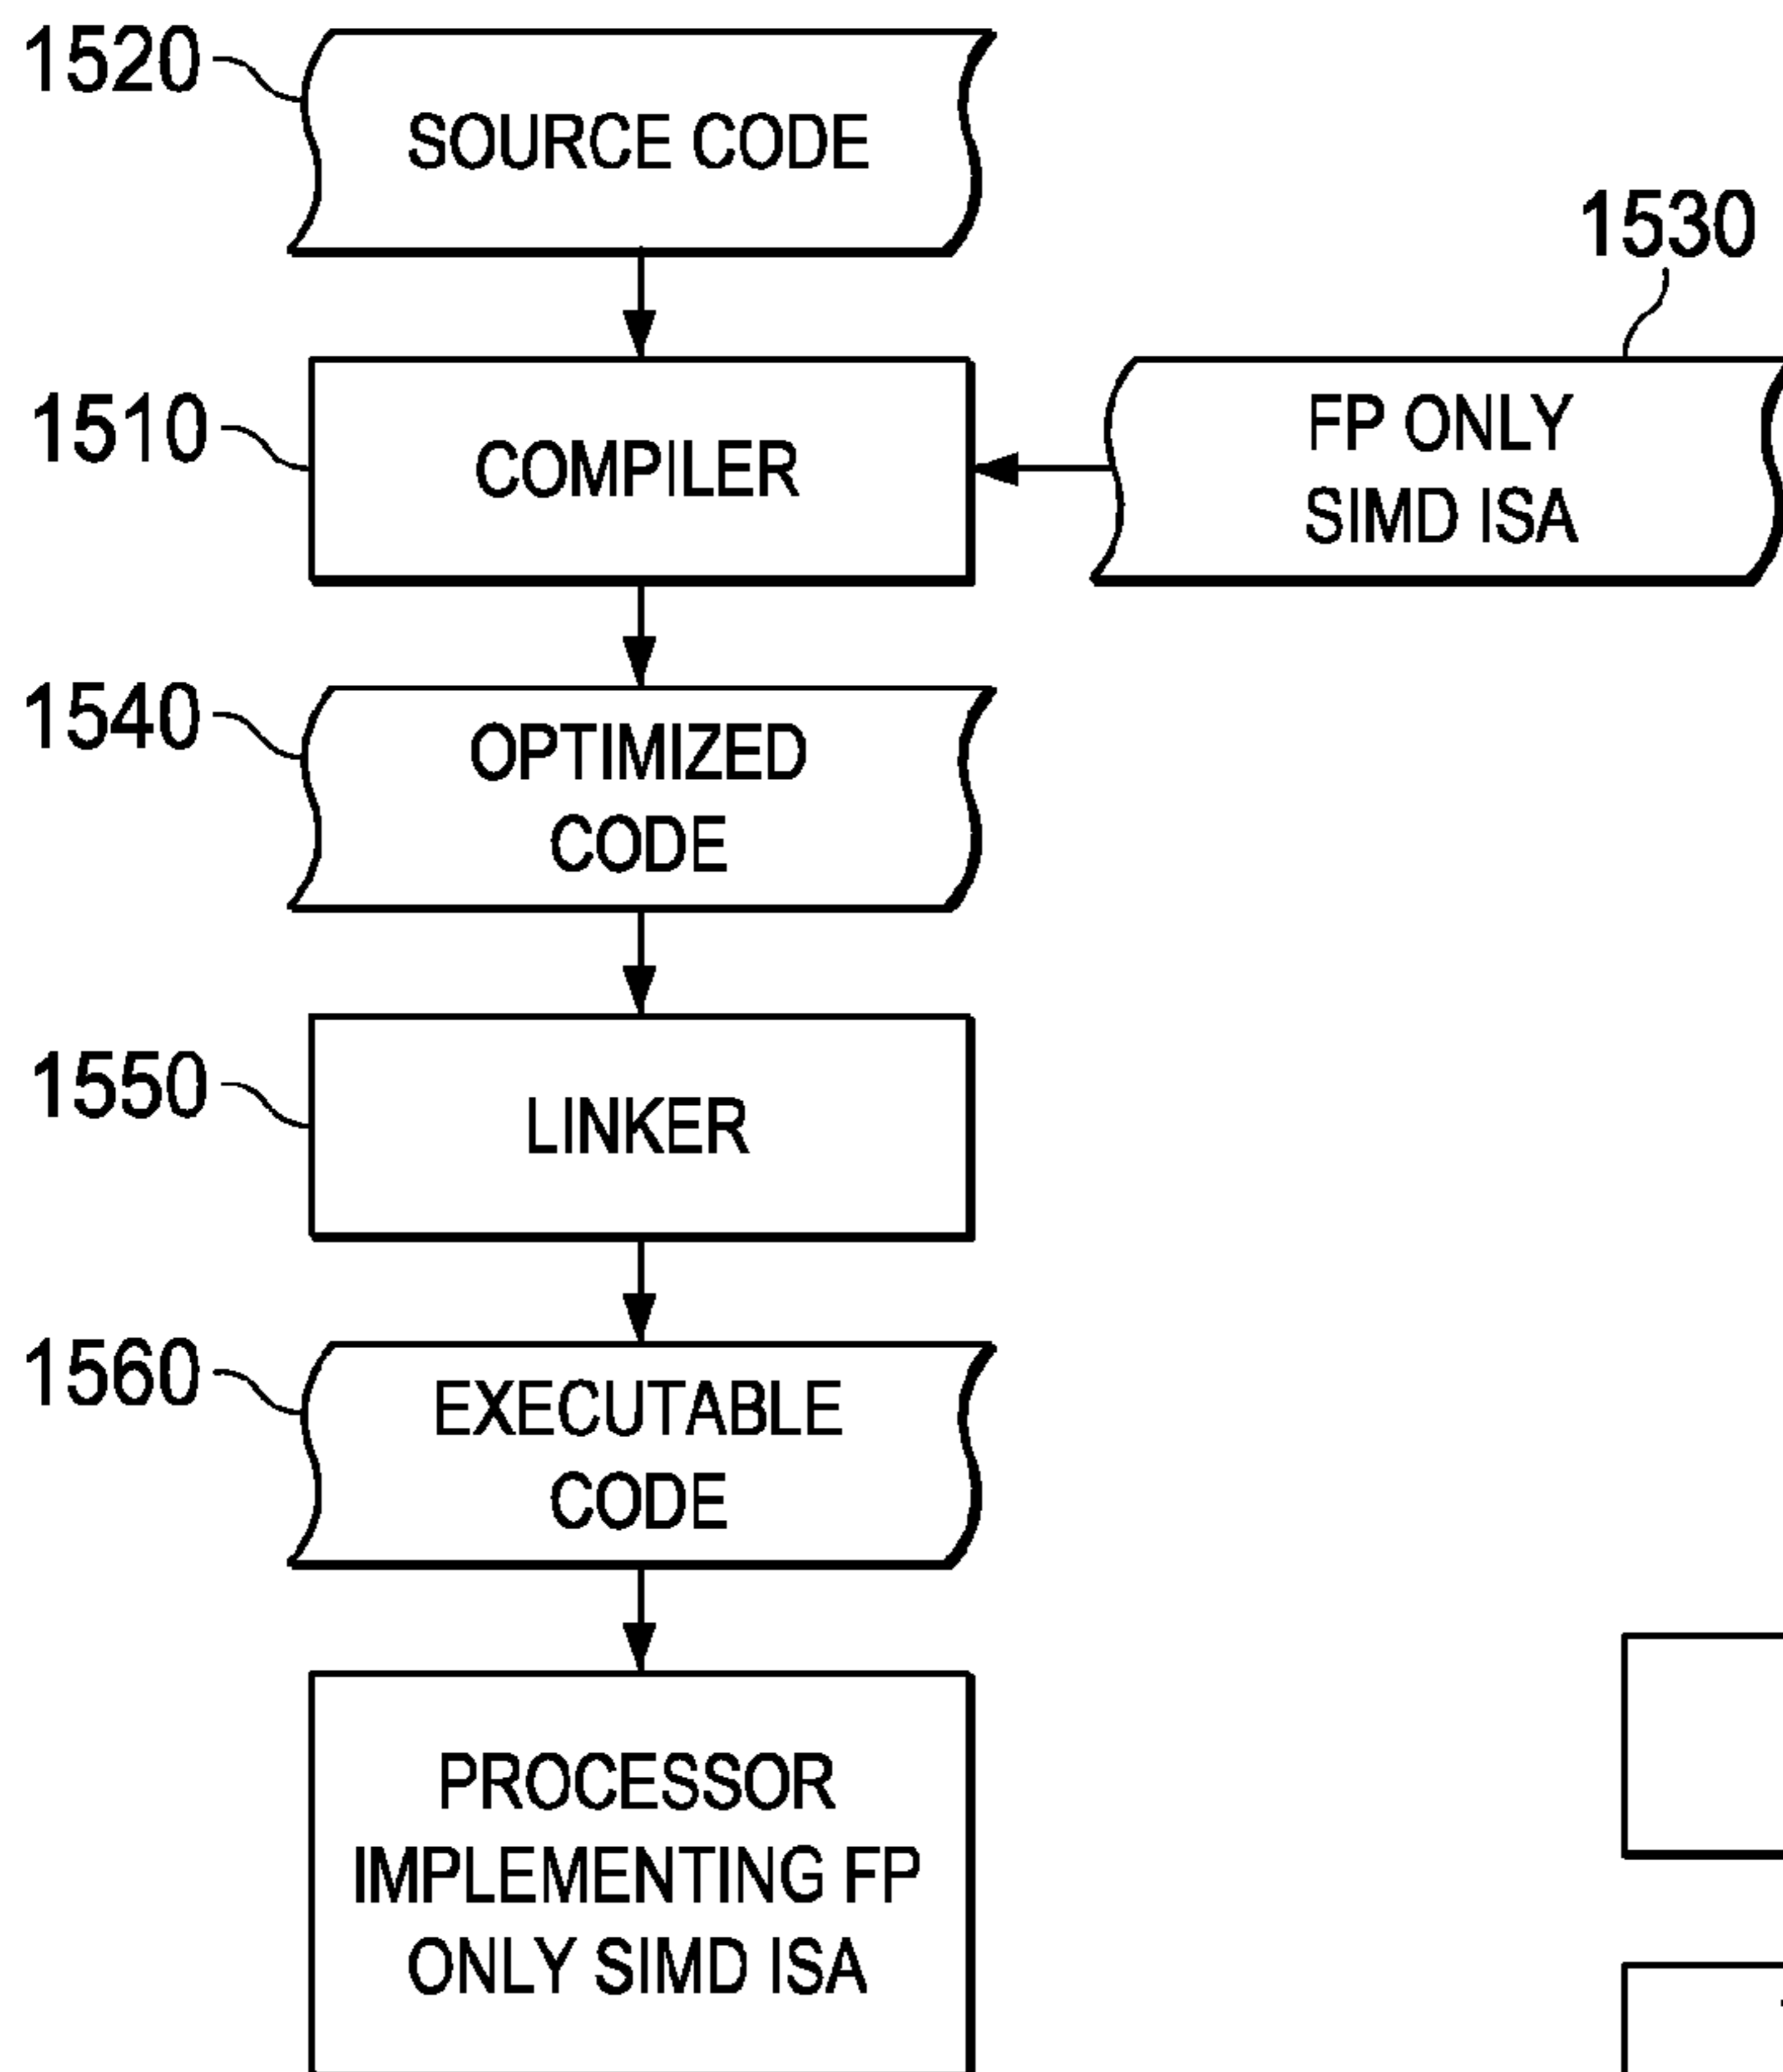 1520
SOURCE CODE
1530
1510
COMPILER
FP ONLY
SIMD ISA
1540
OPTIMIZED
CODE
1550
LINKER
1560
EXECUTABLE
CODE
PROCESSOR
IMPLEMENTING FP
ONLY SIMD ISA